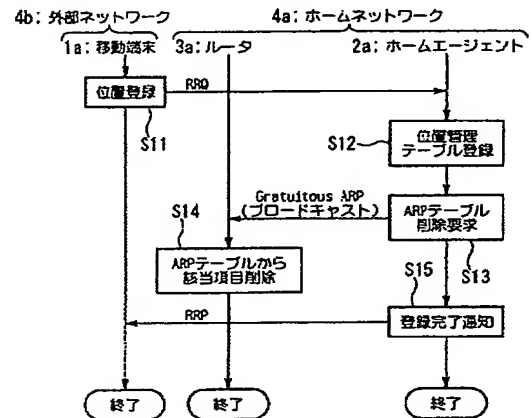 4b: 外部ネットワーク
4a: ホームネットワーク
1a: 移動端末
3a: ルータ
2a: ホームエージェント
位置登録
RRQ
S11
S12
位置管理
テーブル登録
Gratuitous ARP
(ブロードキャスト)
ARPテーブル
削除要求
S13
S14
ARPテーブルから
該当項目削除
S15
登録完了通知
RRP
終了
終了
終了